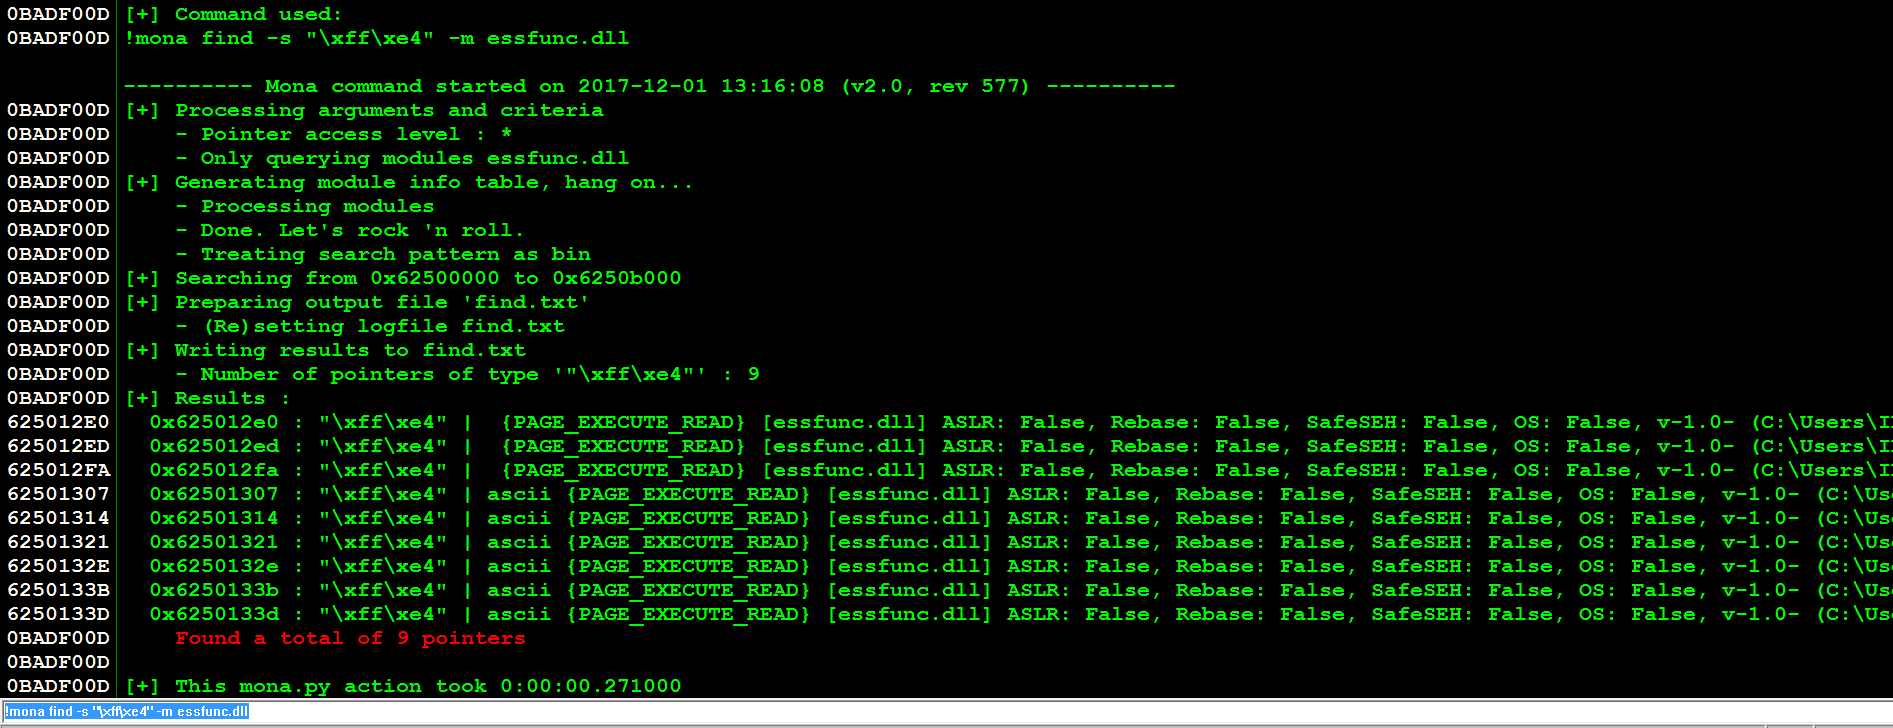 0BADF00D [+] Command used:
0BADF00D !mona find -s "\xff\xe4" -m essfunc.dll
---------- Mona command started on 2017-12-01 13:16:08 (v2.0, rev 577) ----------
0BADF00D [+] Processing arguments and criteria
0BADF00D - Pointer access level : *
0BADF00D - Only querying modules essfunc.dll
0BADF00D [+] Generating module info table, hang on...
0BADF00D - Processing modules
0BADF00D - Done. Let's rock 'n roll.
0BADF00D - Treating search pattern as bin
0BADF00D [+] Searching from 0x62500000 to 0x6250b000
0BADF00D [+] Preparing output file 'find.txt'
0BADF00D - (Re)setting logfile find.txt
0BADF00D [+] Writing results to find.txt
0BADF00D - Number of pointers of type '"\xff\xe4"' : 9
0BADF00D [+] Results :
625012E0 0x625012e0 : "\xff\xe4" | {PAGE_EXECUTE_READ} [essfunc.dll] ASLR: False, Rebase: False, SafeSEH: False, OS: False, v-1.0- (C:\Users\I
625012ED 0x625012ed : "\xff\xe4" | {PAGE_EXECUTE_READ} [essfunc.dll] ASLR: False, Rebase: False, SafeSEH: False, OS: False, v-1.0- (C:\Users\I
625012FA 0x625012fa : "\xff\xe4" | {PAGE_EXECUTE_READ} [essfunc.dll] ASLR: False, Rebase: False, SafeSEH: False, OS: False, v-1.0- (C:\Users\I
62501307 0x62501307 : "\xff\xe4" | ascii {PAGE_EXECUTE_READ} [essfunc.dll] ASLR: False, Rebase: False, SafeSEH: False, OS: False, v-1.0- (C:\Us
62501314 0x62501314 : "\xff\xe4" | ascii {PAGE_EXECUTE_READ} [essfunc.dll] ASLR: False, Rebase: False, SafeSEH: False, OS: False, v-1.0- (C:\Us
62501321 0x62501321 : "\xff\xe4" | ascii {PAGE_EXECUTE_READ} [essfunc.dll] ASLR: False, Rebase: False, SafeSEH: False, OS: False, v-1.0- (C:\Us
6250132E 0x6250132e : "\xff\xe4" | ascii {PAGE_EXECUTE_READ} [essfunc.dll] ASLR: False, Rebase: False, SafeSEH: False, OS: False, v-1.0- (C:\Us
6250133B 0x6250133b : "\xff\xe4" | ascii {PAGE_EXECUTE_READ} [essfunc.dll] ASLR: False, Rebase: False, SafeSEH: False, OS: False, v-1.0- (C:\Us
6250133D 0x6250133d : "\xff\xe4" | ascii {PAGE_EXECUTE_READ} [essfunc.dll] ASLR: False, Rebase: False, SafeSEH: False, OS: False, v-1.0- (C:\Us
0BADF00D Found a total of 9 pointers
0BADF00D
0BADF00D [+] This mona.py action took 0:00:00.271000
!mona find -s "\xff\xe4" -m essfunc.dll